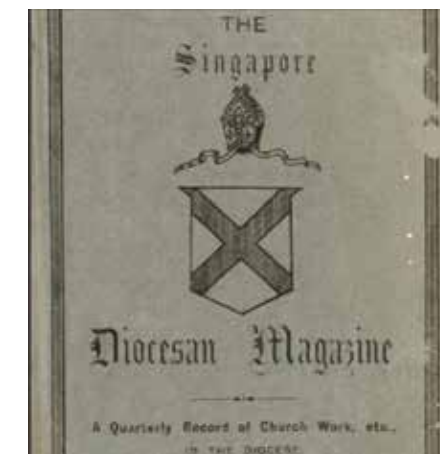 THE
Singapore
Diocesan Magazine
A Quarterly Record of Church Work, etc.,
IN THE DIOCESE